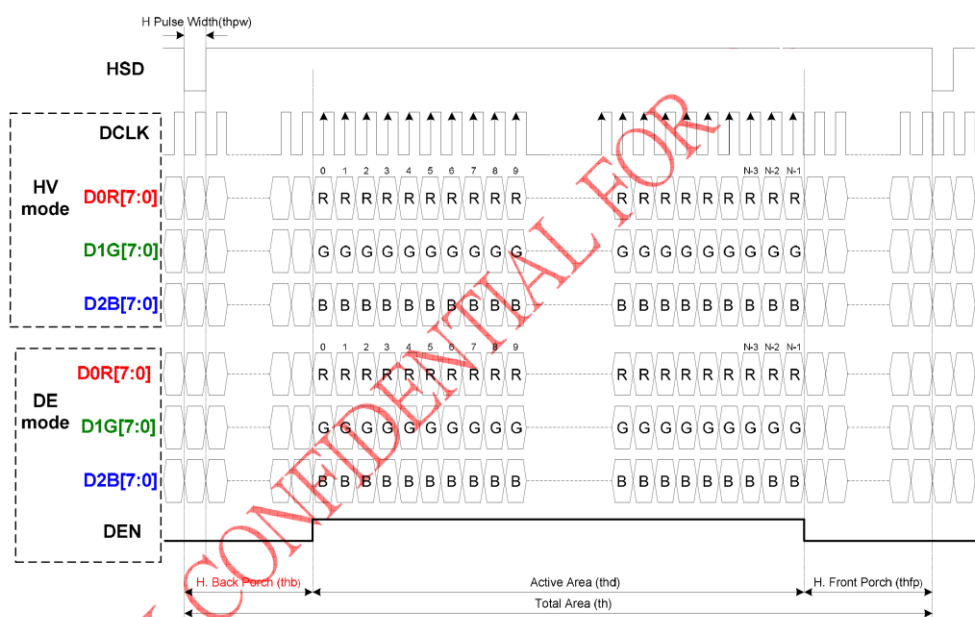 H Pulse Width(thpw)
HSD
DCLK
HV mode
0 1 2 3 4 5 6 7 8 9 N-3 N-2 N-1
D0R[7:0] R R R R R R R R R R R R R R R R R R R
D1G[7:0] G G G G G G G G G G G G G G G G G G G
D2B[7:0] B B B B B B B B B B B B B B B B B B B
DE mode
0 1 2 3 4 5 6 7 8 9 N-3 N-2 N-1
D0R[7:0] R R R R R R R R R R R R R R R R R R R
D1G[7:0] G G G G G G G G G G G G G G G G G G G
D2B[7:0] B B B B B B B B B B B B B B B B B B B
DEN
H. Back Porch (thb) Active Area (thd) H. Front Porch (thfp)
Total Area (th)
CONFIDENTIAL FOR